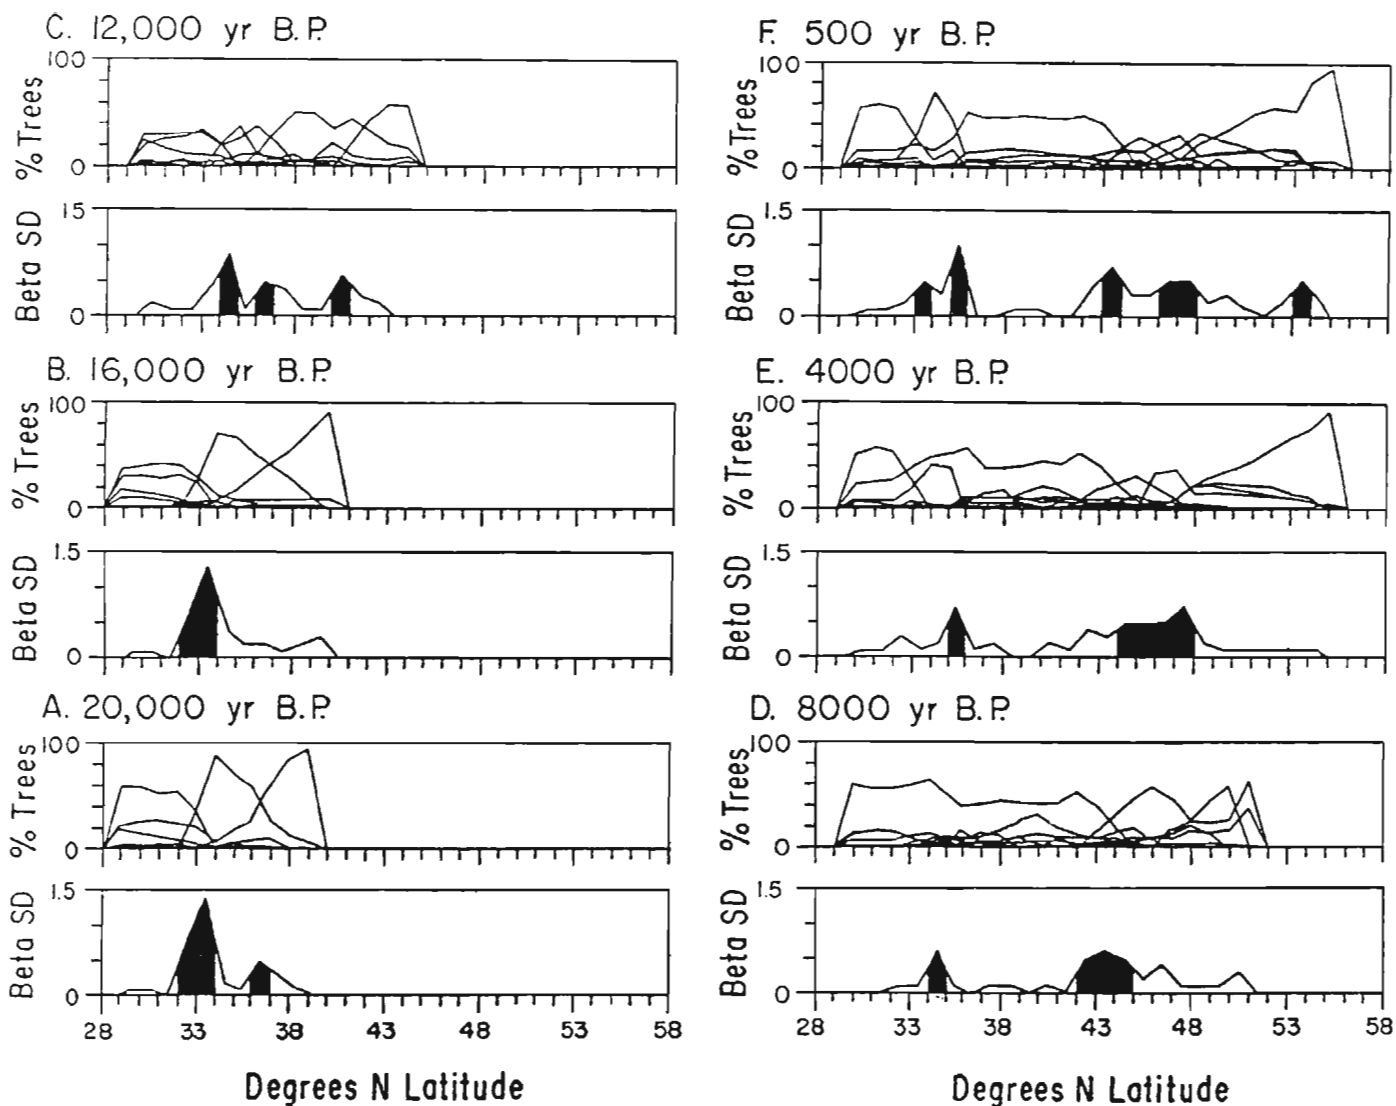 C. 12,000 yr B.P.
100
% Trees
0
15
Beta SD
0
B. 16,000 yr B.P.
100
% Trees
0
1.5
Beta SD
0
A. 20,000 yr B.P.
100
% Trees
0
1.5
Beta SD
0
28 33 38 43 48 53 58
Degrees N Latitude
F. 500 yr B.P.
100
% Trees
0
1.5
Beta SD
0
E. 4000 yr B.P.
100
% Trees
0
1.5
Beta SD
0
D. 8000 yr B.P.
100
% Trees
0
1.5
Beta SD
0
28 33 38 43 48 53 58
Degrees N Latitude